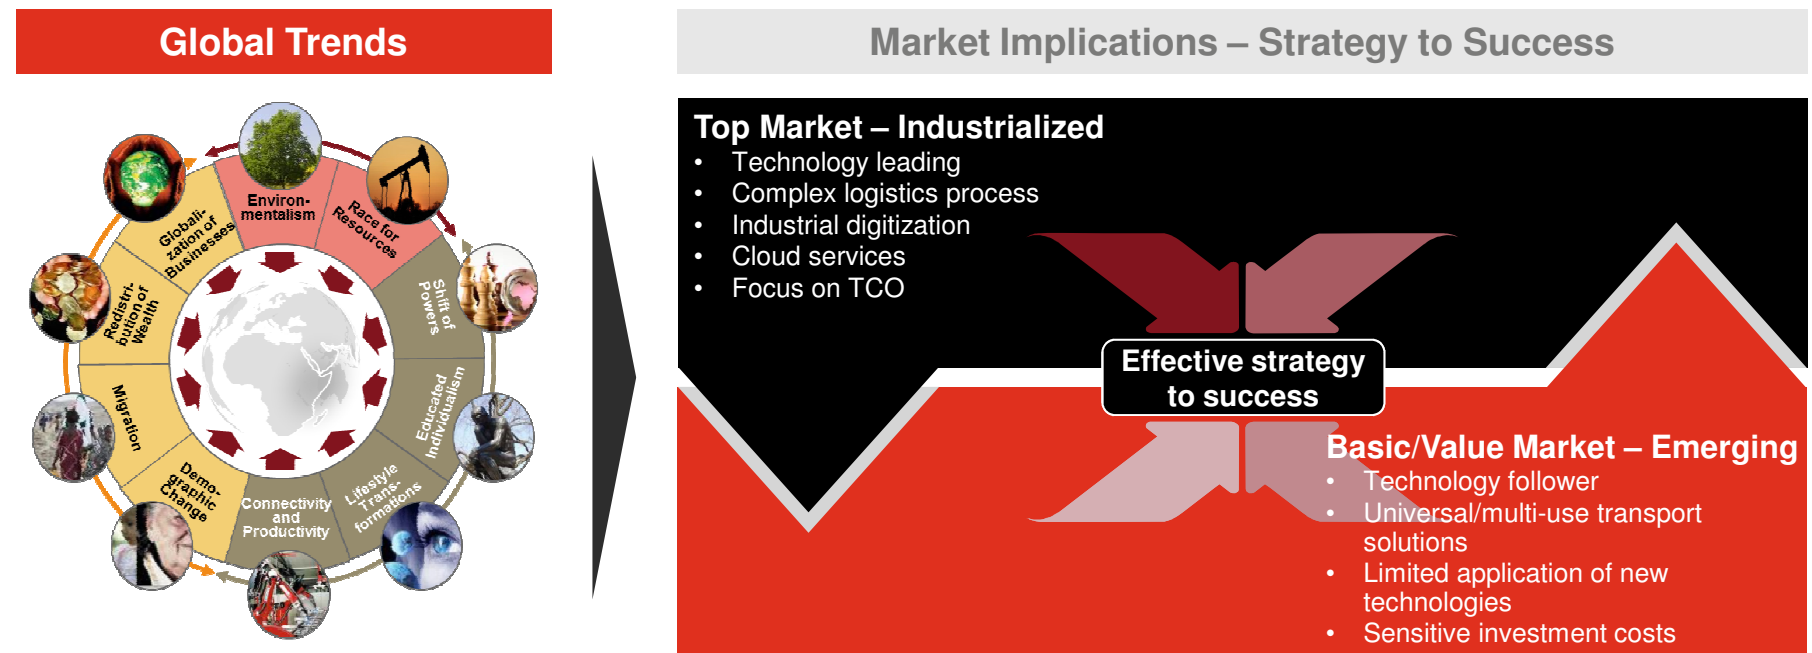 Global Trends
Environ-
mentalism
Race for
Resources
Shift of
Powers
Educated
Individualism
Lifestyle
Trans-
formations
Connectivity
and
Productivity
Demo-
graphic
Change
Migration
Redistri-
bution of
Wealth
Globali-
zation of
Businesses
Market Implications – Strategy to Success
Top Market – Industrialized
• Technology leading
• Complex logistics process
• Industrial digitization
• Cloud services
• Focus on TCO
Effective strategy
to success
Basic/Value Market – Emerging
• Technology follower
• Universal/multi-use transport
solutions
• Limited application of new
technologies
• Sensitive investment costs